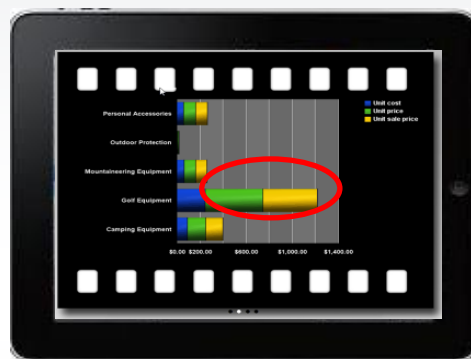 Unit cost
Unit price
Unit sale price
Personal Accessories
Outdoor Protection
Mountaineering Equipment
Golf Equipment
Camping Equipment
$0.00 $200.00 $600.00 $1,000.00 $1,400.00